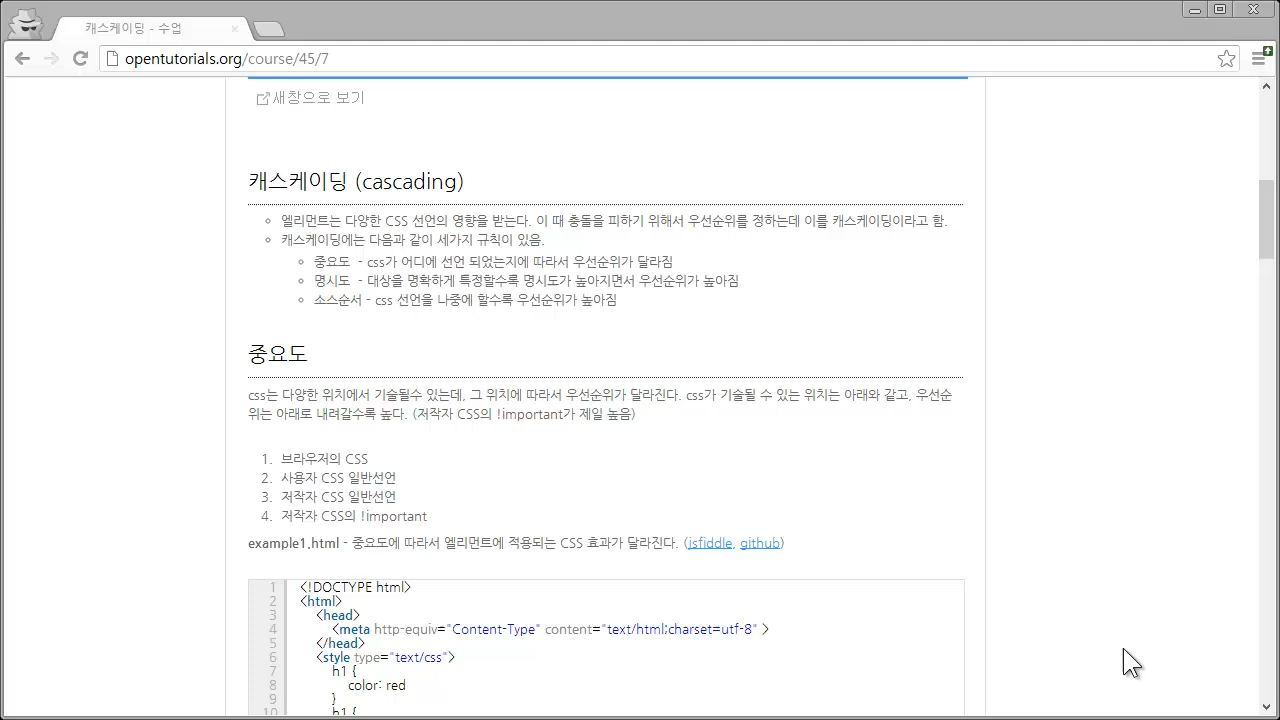 캐스케이딩 - 수업
opentutorials.org/course/45/7
새창으로 보기
캐스케이딩 (cascading)
엘리먼트는 다양한 CSS 선언의 영향을 받는다. 이 때 충돌을 피하기 위해서 우선순위를 정하는데 이를 캐스케이딩이라고 함.
캐스케이딩에는 다음과 같이 세가지 규칙이 있음.
중요도 - css가 어디에 선언 되었는지에 따라서 우선순위가 달라짐
명시도 - 대상을 명확하게 특정할수록 명시도가 높아지면서 우선순위가 높아짐
소스순서 - css 선언을 나중에 할수록 우선순위가 높아짐
중요도
css는 다양한 위치에서 기술될수 있는데, 그 위치에 따라서 우선순위가 달라진다. css가 기술될 수 있는 위치는 아래와 같고, 우선순
위는 아래로 내려갈수록 높다. (저작자 CSS의 !important가 제일 높음)
1. 브라우저의 CSS
2. 사용자 CSS 일반선언
3. 저작자 CSS 일반선언
4. 저작자 CSS의 !important
example1.html - 중요도에 따라서 엘리먼트에 적용되는 CSS 효과가 달라진다. (jsfiddle, github)
1 <!DOCTYPE html>
2 <html>
3 <head>
4 <meta http-equiv="Content-Type" content="text/html;charset=utf-8" >
5 </head>
6 <style type="text/css">
7 h1 {
8 color: red
9 }
10 h1 {